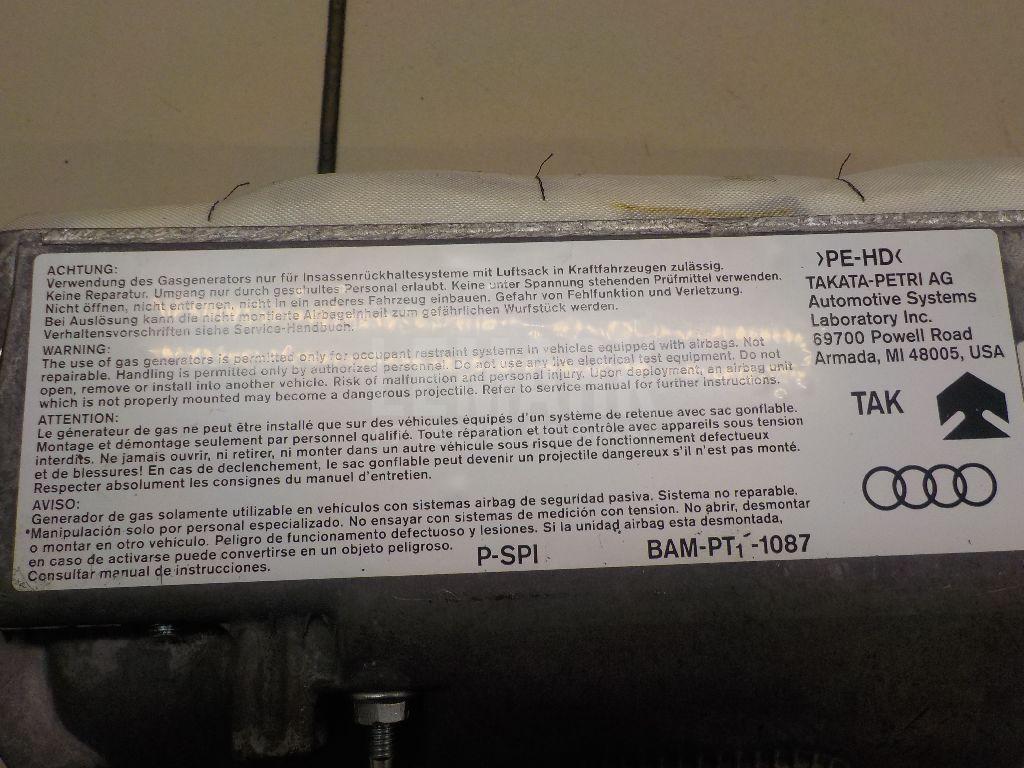 ACHTUNG:
Verwendung des Gasgenerators nur für Insassenrückhaltesysteme mit Luftsack in Kraftfahrzeugen zulässig.
Keine Reparatur. Umgang nur durch geschultes Personal erlaubt. Keine unter Spannung stehenden Prüfmittel verwenden.
Nicht öffnen, nicht entfernen, nicht in ein anderes Fahrzeug einbauen. Gefahr von Fehlfunktion und Verletzung.
Bei Auslösung kann die nicht montierte Airbageinheit zum gefährlichen Wurfstück werden.
Verhaltensvorschriften siehe Service-Handbuch.
WARNING:
The use of gas generators is permitted only for occupant restraint systems in vehicles equipped with airbags. Not
repairable. Handling is permitted only by authorized personnel. Do not use any live electrical test equipment. Do not
open, remove or install into another vehicle. Risk of malfunction and personal injury. Upon deployment, an airbag unit
which is not properly mounted may become a dangerous projectile. Refer to service manual for further instructions.
ATTENTION:
Le génerateur de gas ne peut être installé que sur des véhicules équipés d'un système de retenue avec sac gonflable.
Montage et démontage seulement par personnel qualifié. Toute réparation et tout contrôle avec appareils sous tension
interdits. Ne jamais ouvrir, ni retirer, ni monter dans un autre véhicule sous risque de fonctionnement defectueux
et de blessures! En cas de declenchement, le sac gonflable peut devenir un projectile dangereux s'il n'est pas monté.
Respecter absolument les consignes du manuel d'entretien.
AVISO:
Generador de gas solamente utilizable en vehículos con sistemas airbag de seguridad pasiva. Sistema no reparable.
Manipulación solo por personal especializado. No ensayar con sistemas de medición con tension. No abrir, desmontar
o montar en otro vehículo. Peligro de funcionamento defectuoso y lesiones. Si la unidad airbag esta desmontada,
en caso de activarse puede convertirse en un objeto peligroso.
Consultar manual de instrucciones.
P-SPI
BAM-PT1-1087
>PE-HD<
TAKATA-PETRI AG
Automotive Systems
Laboratory Inc.
69700 Powell Road
Armada, MI 48005, USA
TAK